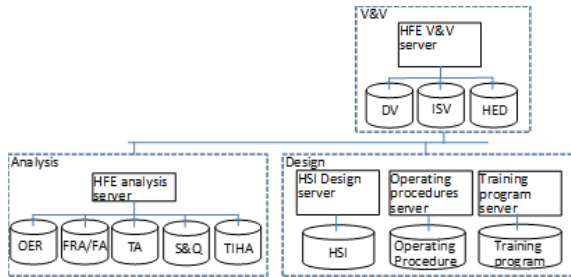 V&V
HFE V&V
server
DV
ISV
HED
Analysis
HFE analysis
server
OER
FRA/FA
TA
S&Q
TIHA
Design
HSI Design
server
Operating
procedures
server
Training
program server
HSI
Operating
Procedure
Training
program